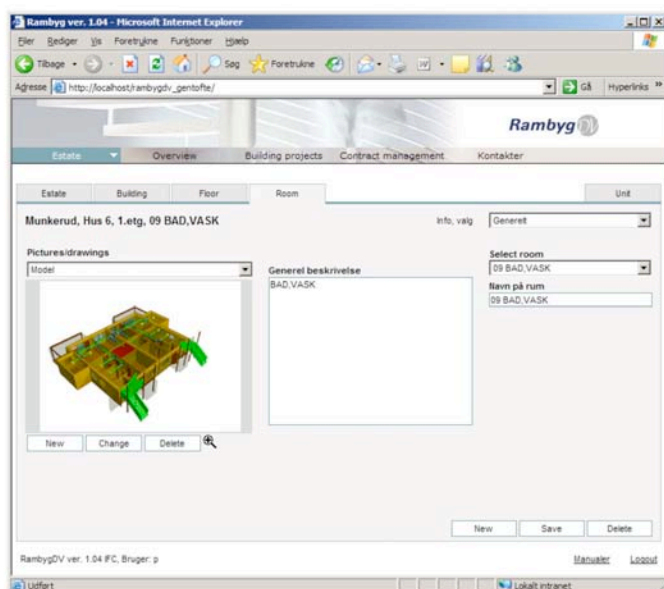 Rambyg ver. 1.04 - Microsoft Internet Explorer
Filer Rediger Vis Foretrukne Funktioner Hjælp
Tilbage Søg Foretrukne
Adresse http://localhost/rambygdv_gentofte/ Gå Hyperlinks »
Rambyg DV
Estate Overview Building projects Contract management Kontakter
Estate Building Floor Room Unit
Munkerud, Hus 6, 1.etg, 09 BAD,VASK Info, valg Generelt
Pictures/drawings Generel beskrivelse Select room
Model BAD,VASK 09 BAD,VASK
Navn på rum
09 BAD,VASK
New Change Delete
New Save Delete
RambygDV ver. 1.04 IFC, Bruger: p Manualer Logout
Udført Lokalt intranet